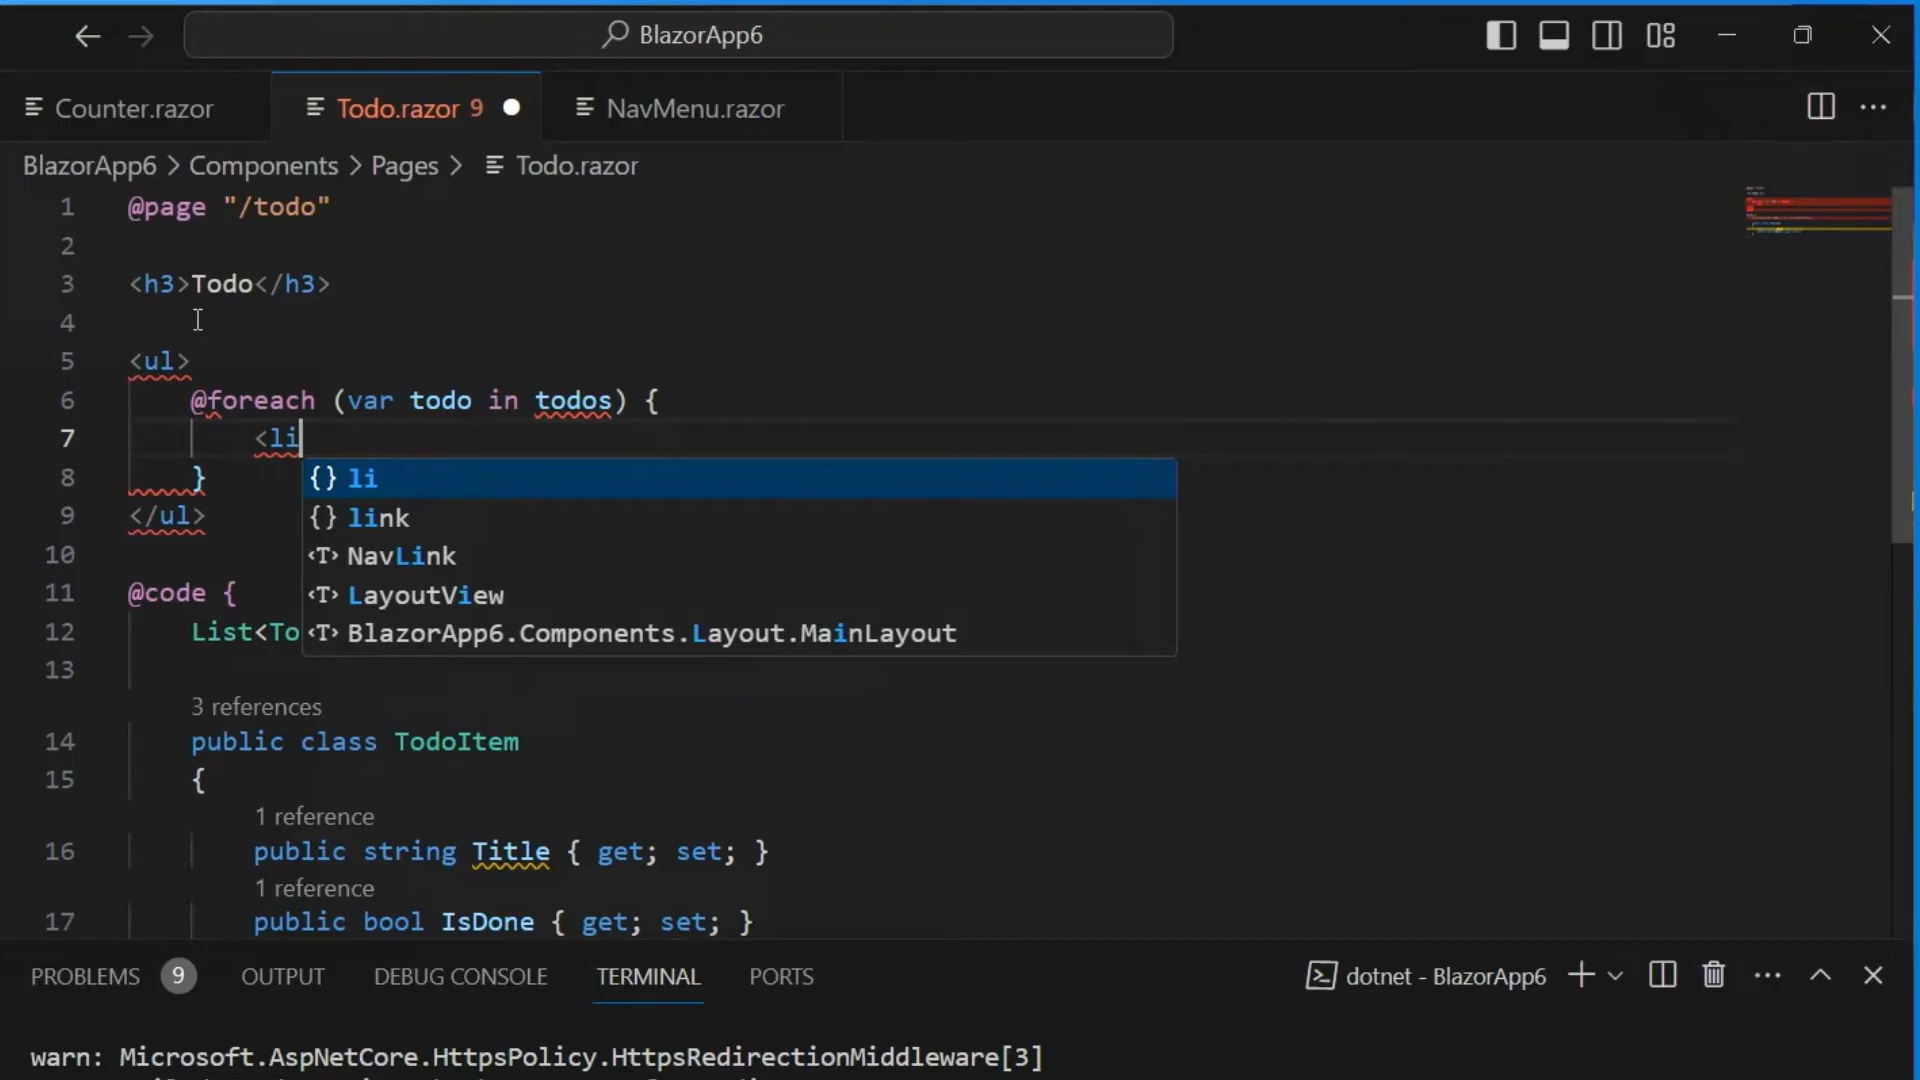 BlazorApp6
Counter.razor
Todo.razor 9
NavMenu.razor
BlazorApp6 > Components > Pages > Todo.razor
1 @page "/todo"
2
3 <h3>Todo</h3>
4
5 <ul>
6 @foreach (var todo in todos) {
7 <li
8 }
9 </ul>
10
11 @code {
12 List<To
13
{} li
{} link
<T> NavLink
<T> LayoutView
<T> BlazorApp6.Components.Layout.MainLayout
3 references
14 public class TodoItem
15 {
1 reference
16 public string Title { get; set; }
1 reference
17 public bool IsDone { get; set; }
PROBLEMS 9 OUTPUT DEBUG CONSOLE TERMINAL PORTS
dotnet - BlazorApp6
warn: Microsoft.AspNetCore.HttpsPolicy.HttpsRedirectionMiddleware[3]